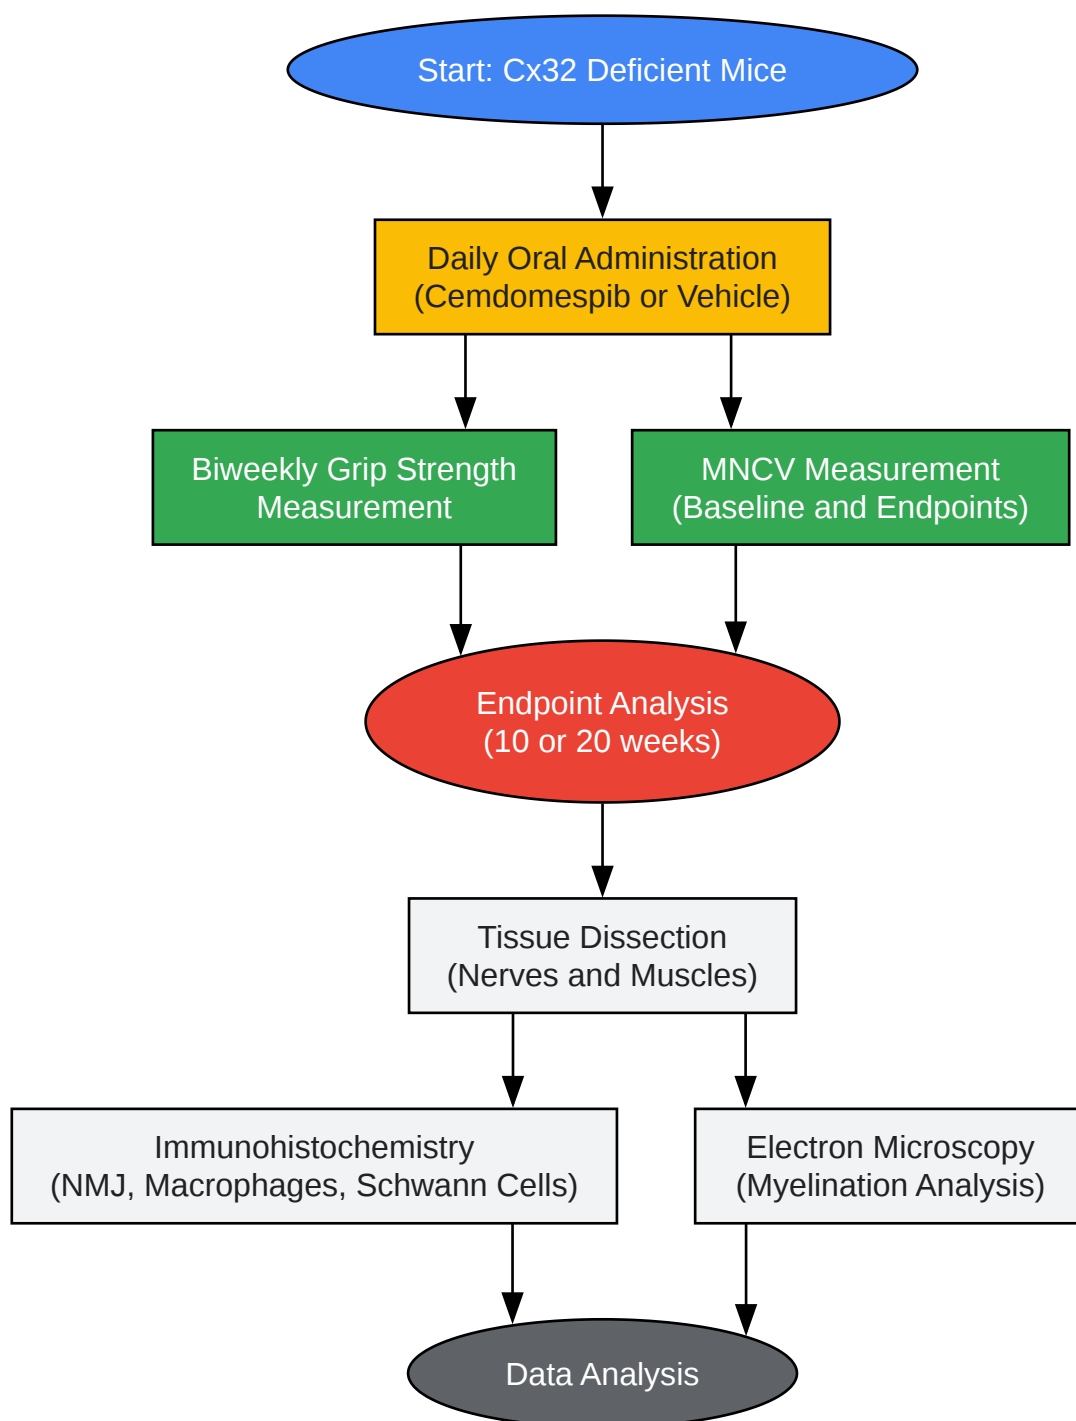 Start: Cx32 Deficient Mice
Daily Oral Administration
(Cemdomespib or Vehicle)
Biweekly Grip Strength
Measurement
MNCV Measurement
(Baseline and Endpoints)
Endpoint Analysis
(10 or 20 weeks)
Tissue Dissection
(Nerves and Muscles)
Immunohistochemistry
(NMJ, Macrophages, Schwann Cells)
Electron Microscopy
(Myelination Analysis)
Data Analysis